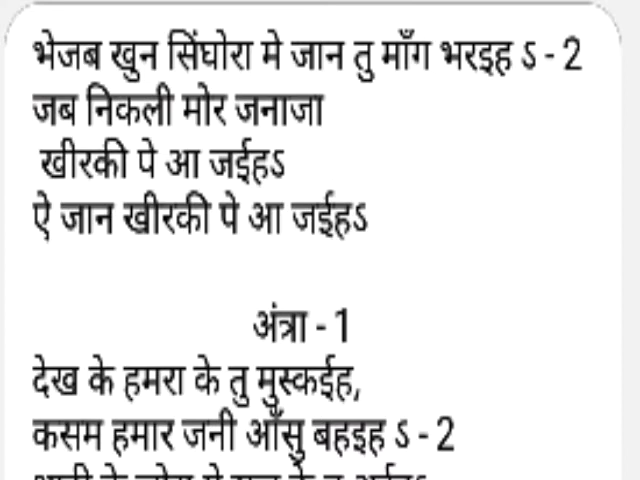 भेजब खुन सिंघोरा मे जान तु माँग भरइह ऽ - 2
जब निकली मोर जनाजा
खीरकी पे आ जईहऽ
ऐ जान खीरकी पे आ जईहऽ
अंत्रा - 1
देख के हमरा के तु मुस्कईह,
कसम हमार जनी आँसु बहइह ऽ - 2